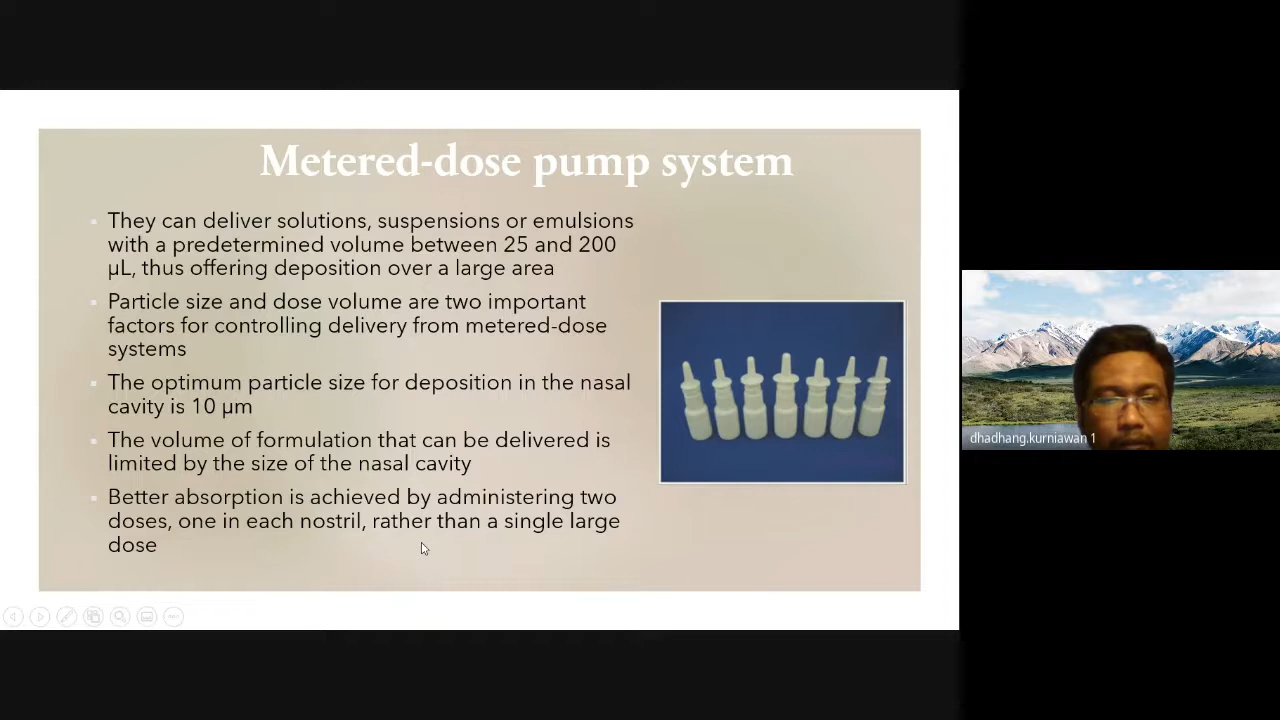 Metered-dose pump system
They can deliver solutions, suspensions or emulsions
with a predetermined volume between 25 and 200
µL, thus offering deposition over a large area
Particle size and dose volume are two important
factors for controlling delivery from metered-dose
systems
The optimum particle size for deposition in the nasal
cavity is 10 µm
The volume of formulation that can be delivered is
limited by the size of the nasal cavity
Better absorption is achieved by administering two
doses, one in each nostril, rather than a single large
dose
dhadhang.kurniawan 1